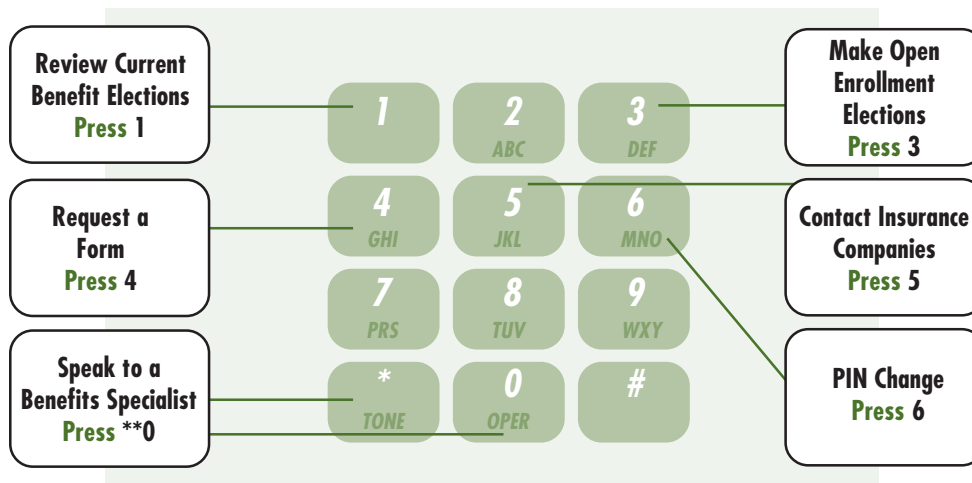 Review Current
Benefit Elections
Press 1
Request a
Form
Press 4
Speak to a
Benefits Specialist
Press **0
1
2
ABC
3
DEF
4
GHI
5
JKL
6
MNO
7
PRS
8
TUV
9
WXY
*
TONE
0
OPER
#
Make Open
Enrollment
Elections
Press 3
Contact Insurance
Companies
Press 5
PIN Change
Press 6